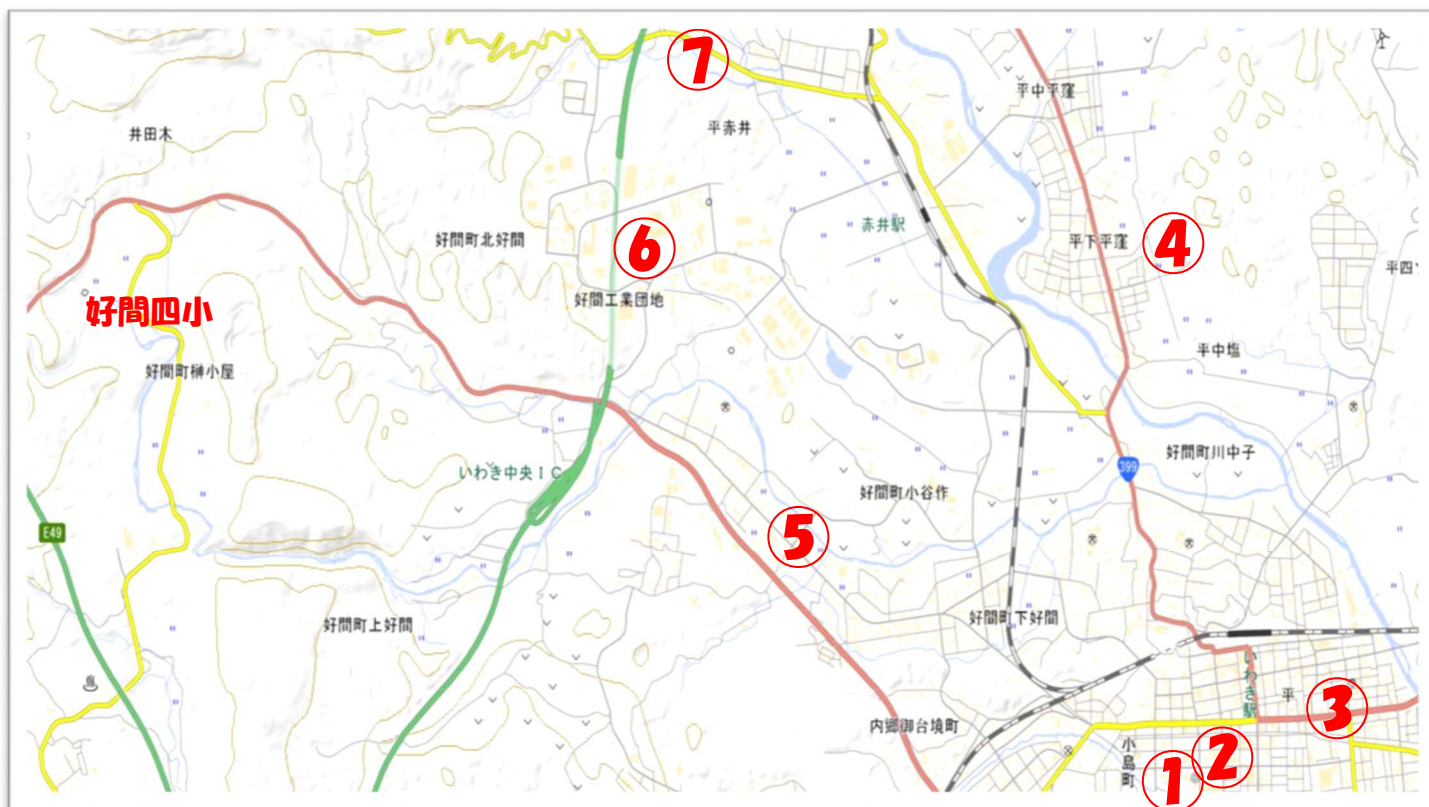 ⑦
平中平窪
井田木
平赤井
赤井駅
好間町北好間
⑥
平下平窪
④
平四
好間工業団地
好間四小
平中塩
好間町榊小屋
いわき中央IC
399
好間町川中子
好間町小谷作
E49
⑤
好間町上好間
好間町下好間
いわき駅
平
③
内郷御台境町
小島町
②
①